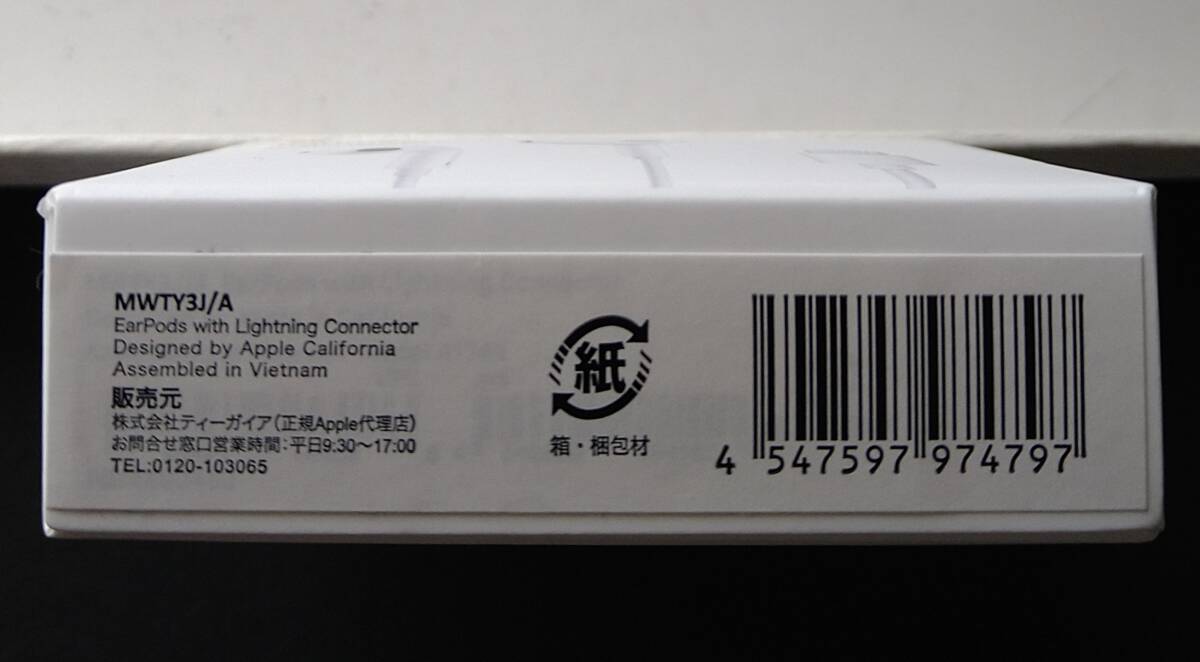 MWTY3J/A
EarPods with Lightning Connector
Designed by Apple California
Assembled in Vietnam
販売元
株式会社ティーガイア(正規Apple代理店)
お問合せ窓口営業時間:平日9:30～17:00
TEL:0120-103065
紙
箱・梱包材
4 547597 974797